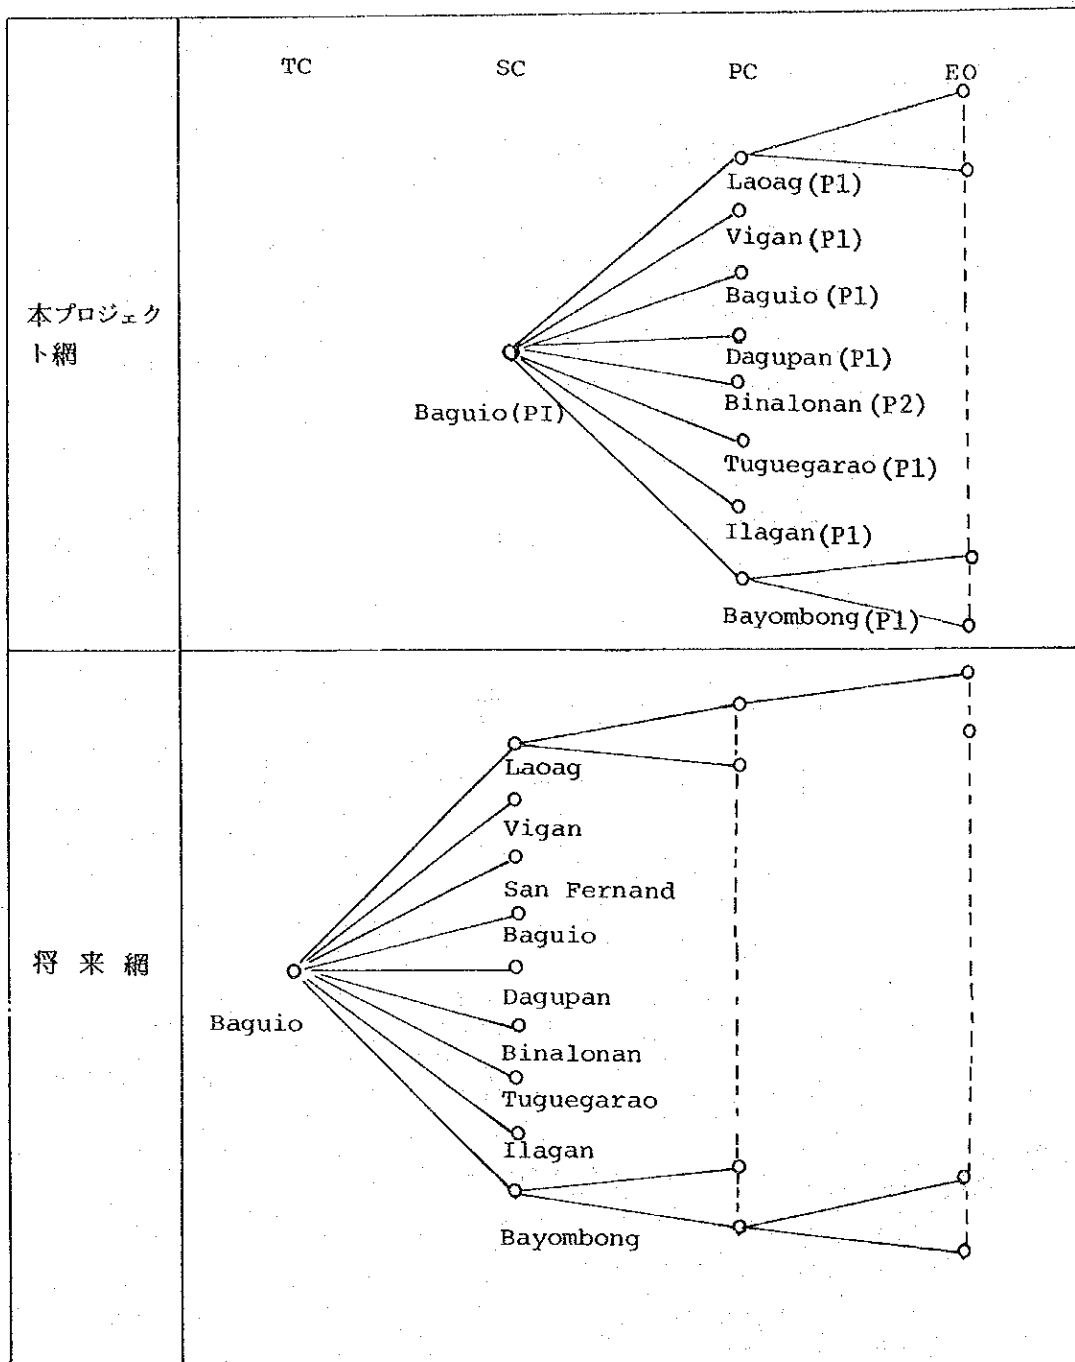 TC SC PC EO
本プロジェク
ト網
Laoag(P1)
Vigan(P1)
Baguio(P1)
Dagupan(P1)
Binalonan(P2)
Baguio(PI)
Tuguegarao(P1)
Ilagan(P1)
Bayombong(P1)
将来網
Laoag
Vigan
San Fernand
Baguio
Dagupan
Baguio
Binalonan
Tuguegarao
Ilagan
Bayombong